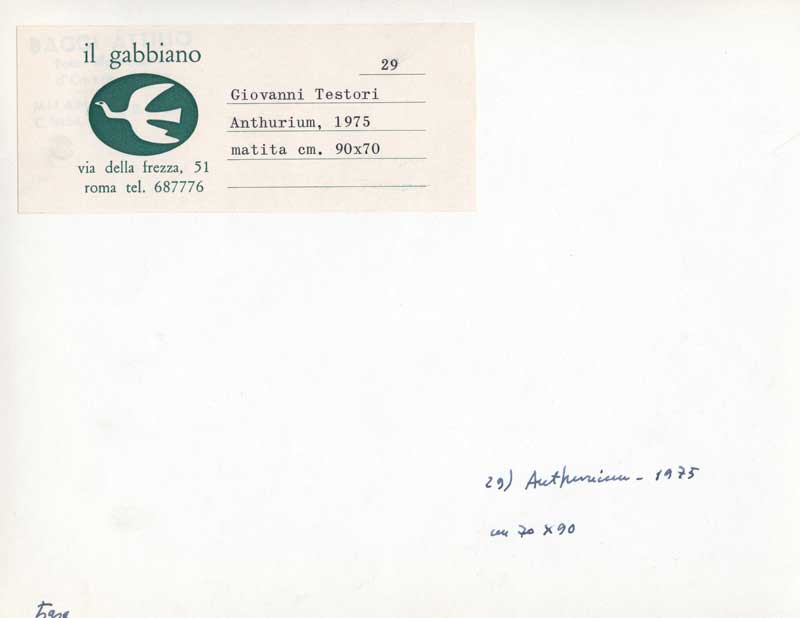 il gabbiano
29
Giovanni Testori
Anthurium, 1975
matita cm. 90x70
via della frezza, 51
roma tel. 687776
29) Anthurium - 1975
cm 70 x 90